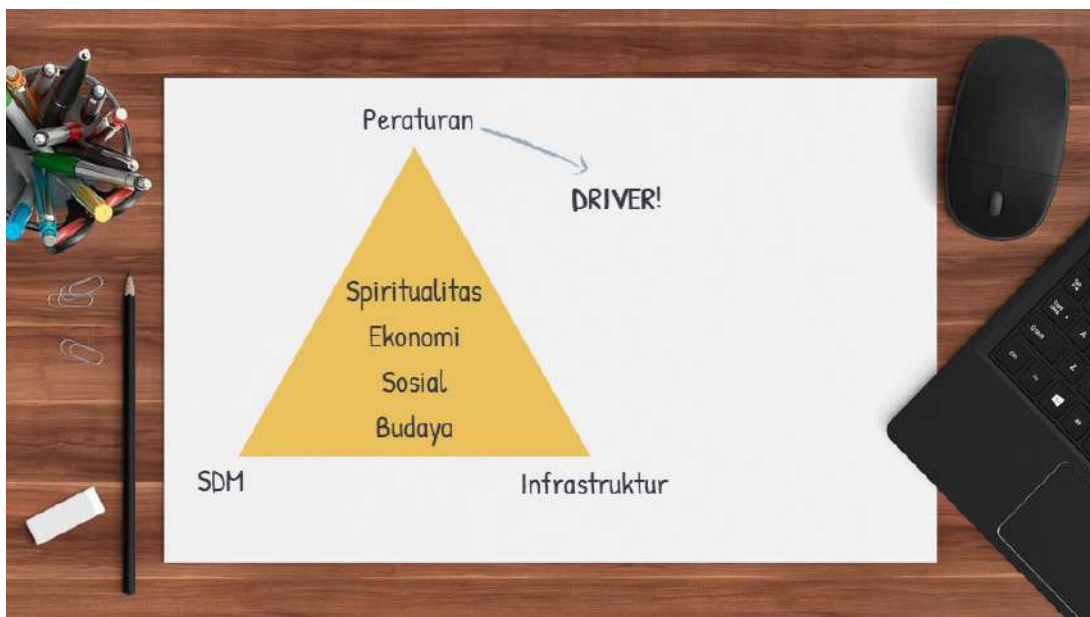 Peraturan
DRIVER!
Spiritualitas
Ekonomi
Sosial
Budaya
SDM
Infrastruktur